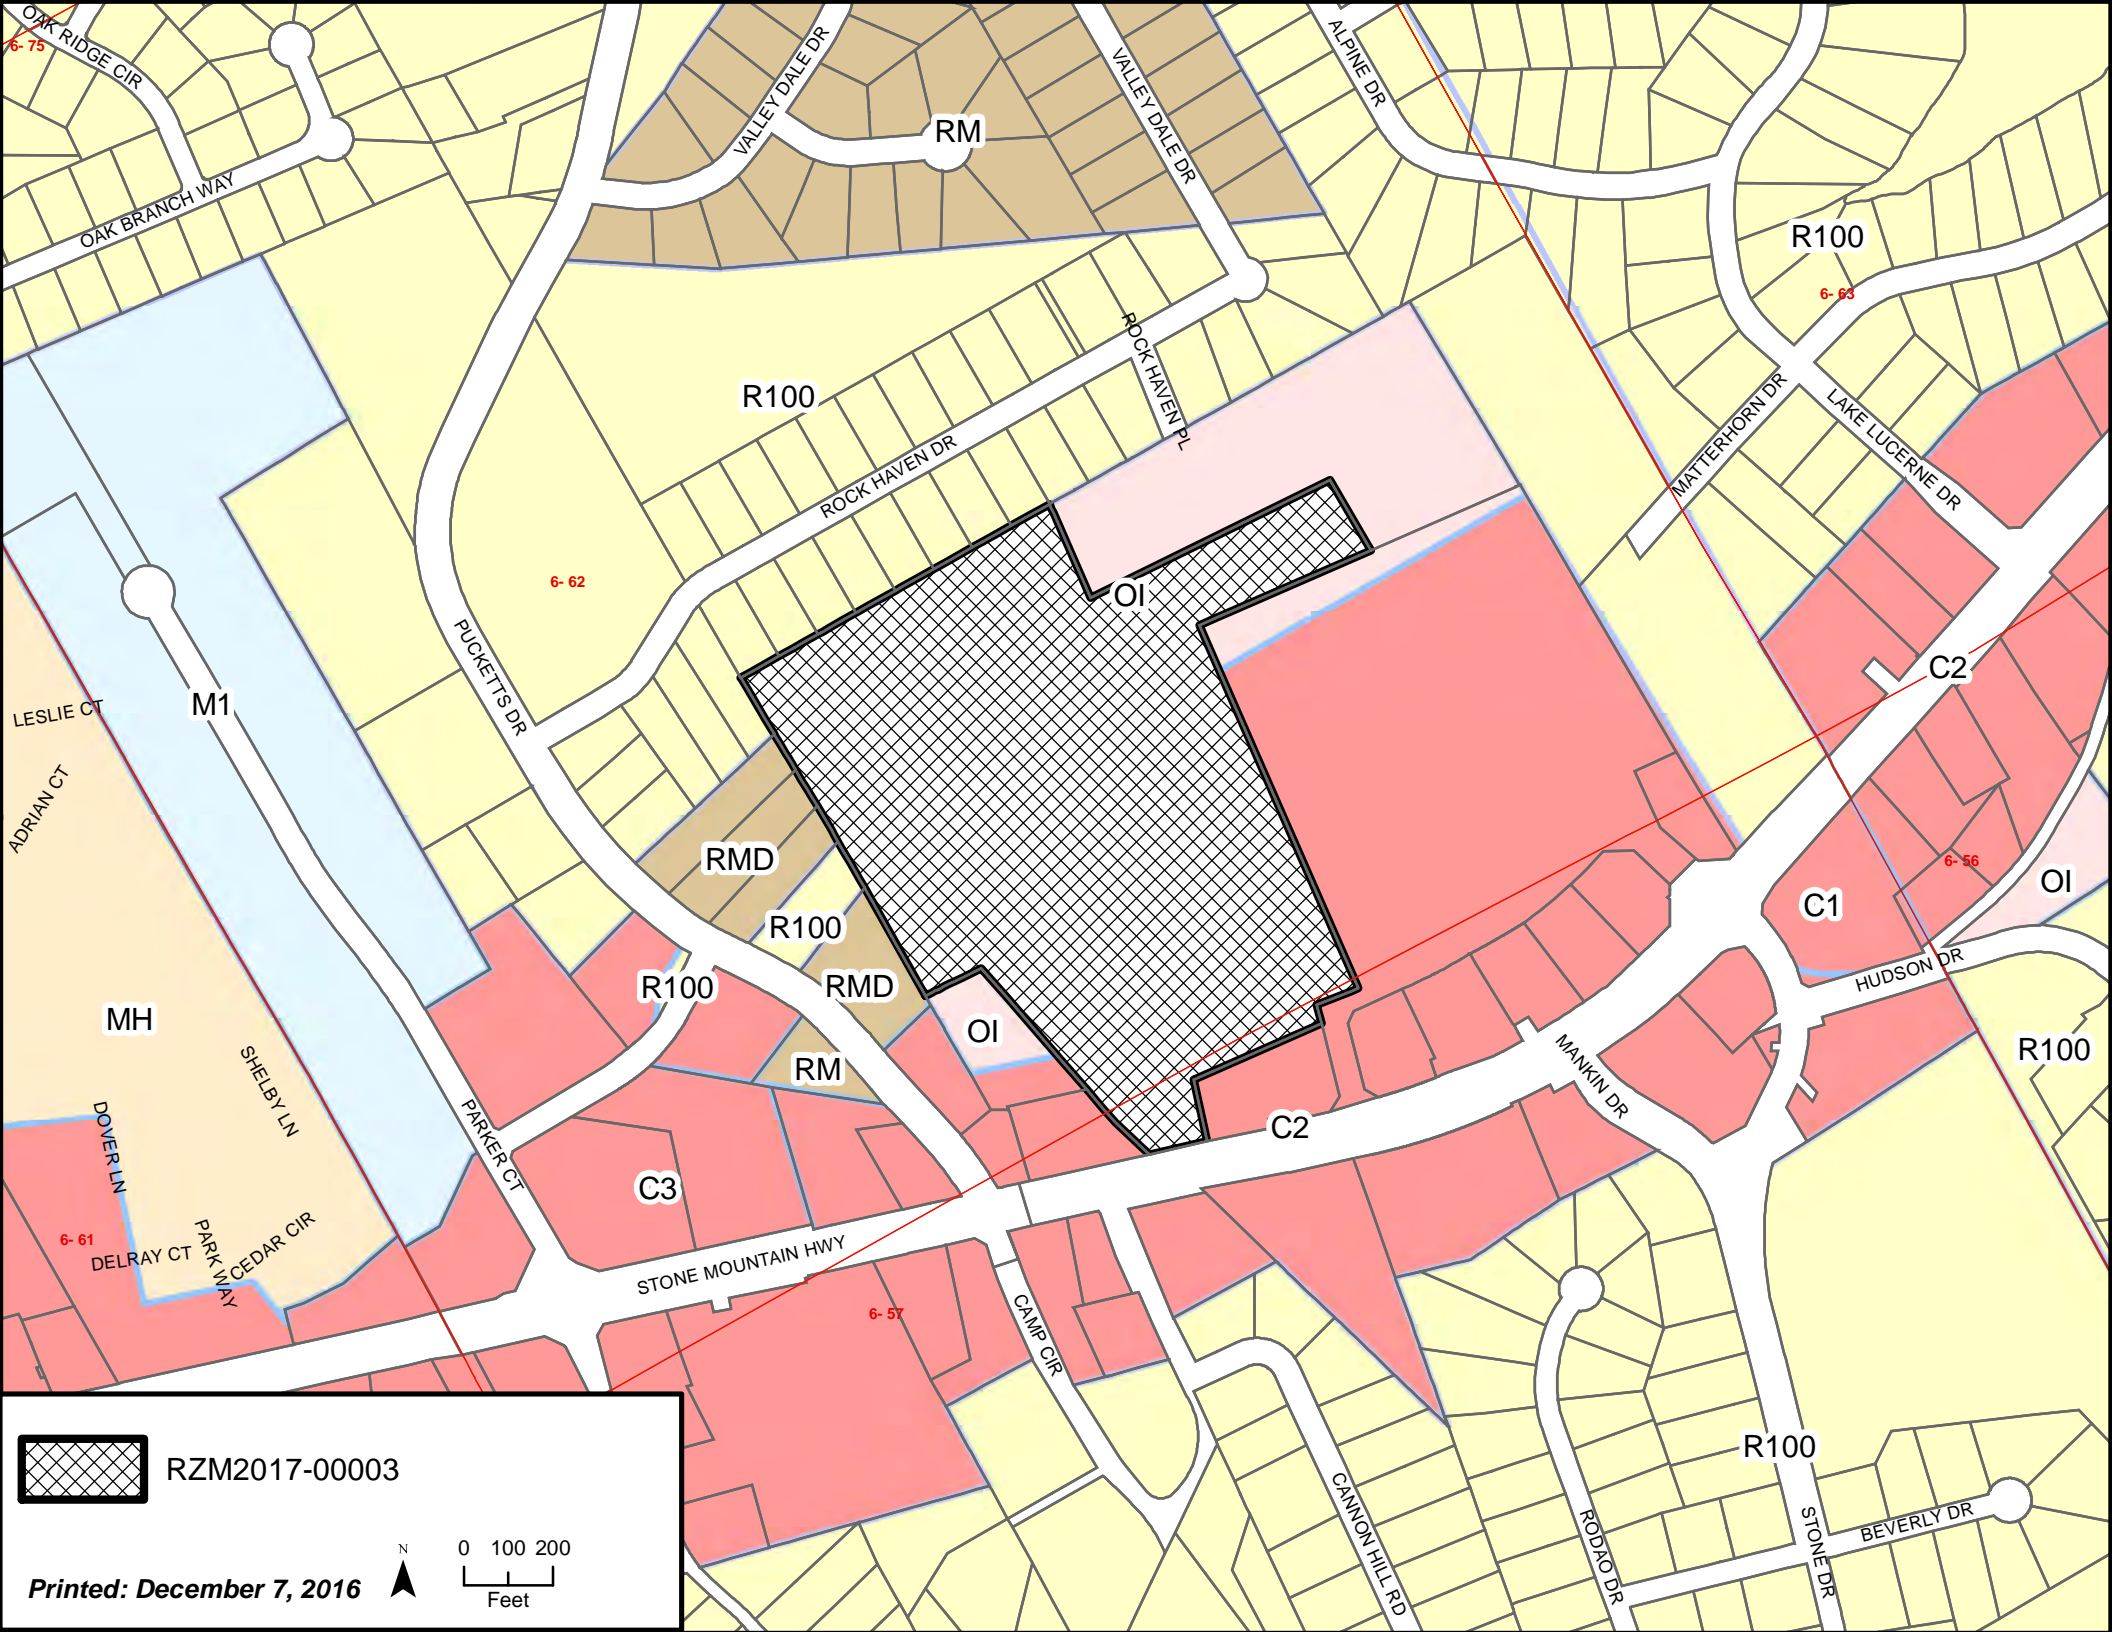 OAK RIDGE CIR
6- 75
VALLEY DALE DR
RM
VALLEY DALE DR
ALPINE DR
OAK BRANCH WAY
R100
6- 63
ROCK HAVEN PL
R100
MATTERHORN DR
LAKE LUCERNE DR
ROCK HAVEN DR
6- 62
OI
PUCKETTS DR
C2
M1
LESLIE CT
ADRIAN CT
RMD
6- 56
OI
C1
R100
HUDSON DR
R100
RMD
MH
OI
R100
RM
MANKIN DR
SHELBY LN
DOVER LN
PARKER CT
C2
C3
6- 61
DELRAY CT
PARK WAY
CEDAR CIR
STONE MOUNTAIN HWY
6- 57
CAMP CIR
R100
CANNON HILL RD
RODAO DR
STONE DR
BEVERLY DR
RZM2017-00003
N
0 100 200
Feet
Printed: December 7, 2016